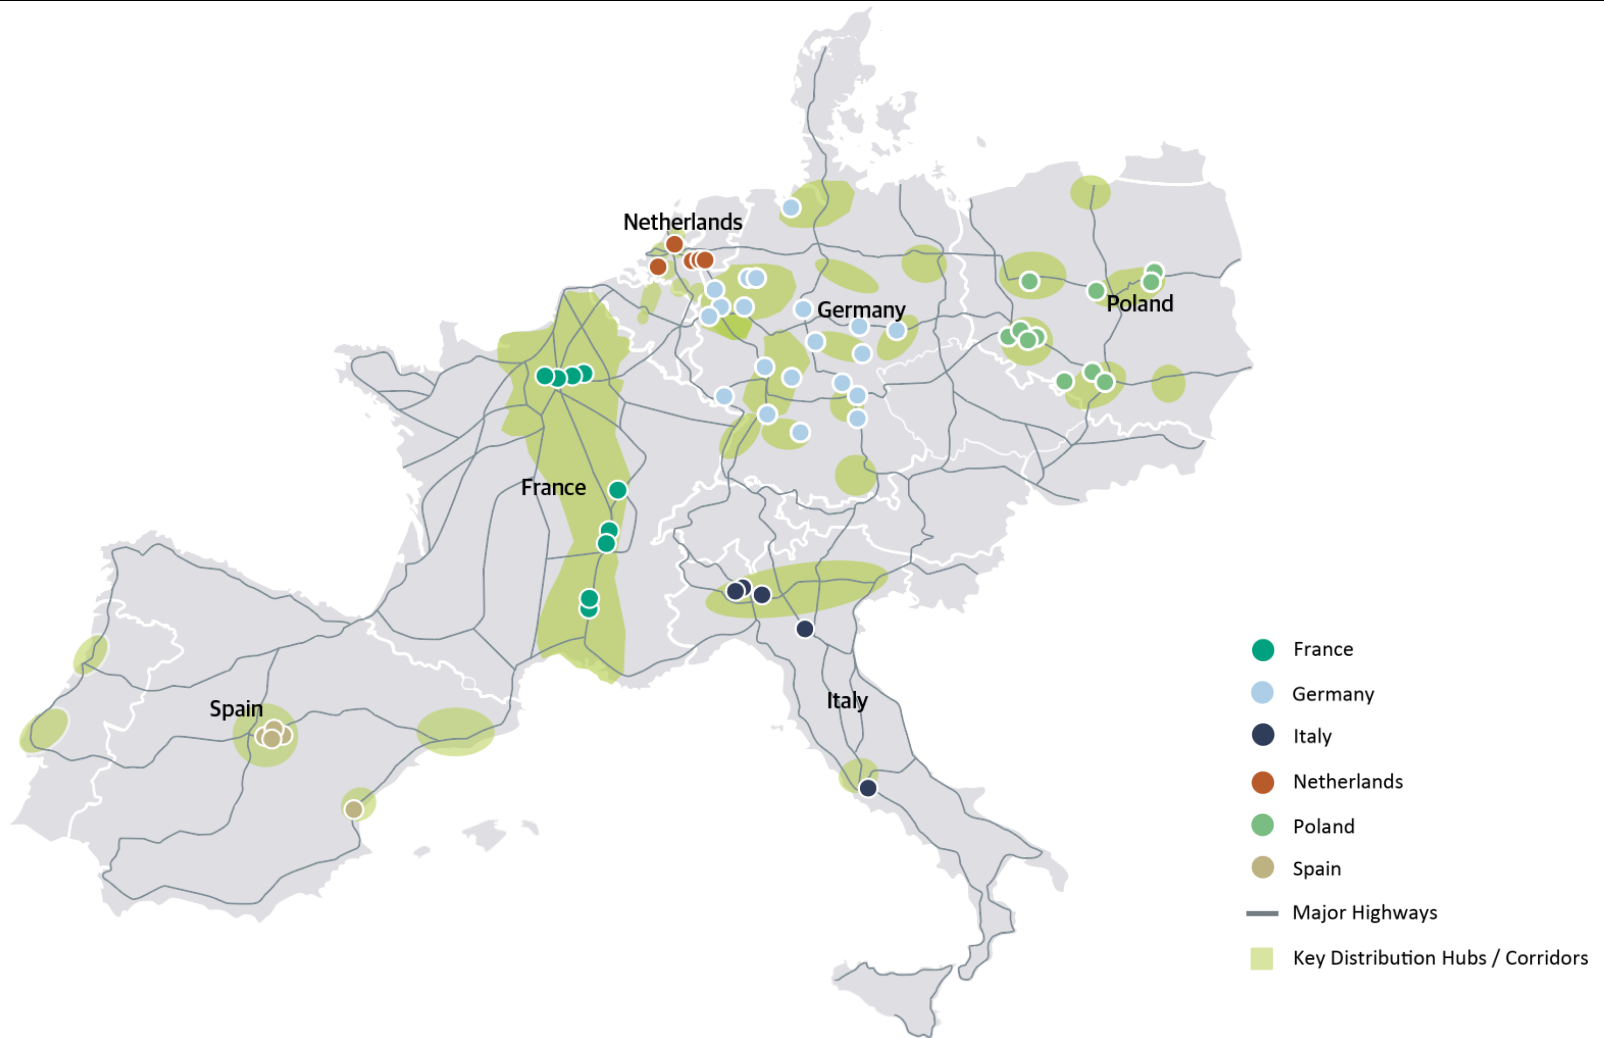 Netherlands
Germany
Poland
France
Spain
Italy
France
Germany
Italy
Netherlands
Poland
Spain
Major Highways
Key Distribution Hubs / Corridors